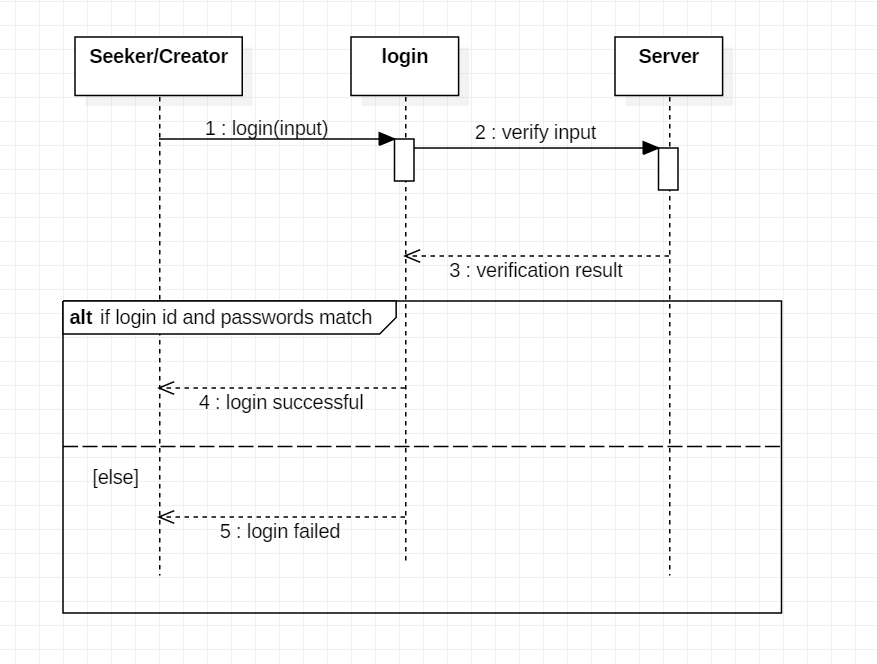 Seeker/Creator
login
Server
1 : login(input)
2 : verify input
3 : verification result
alt if login id and passwords match
4 : login successful
[else]
5 : login failed